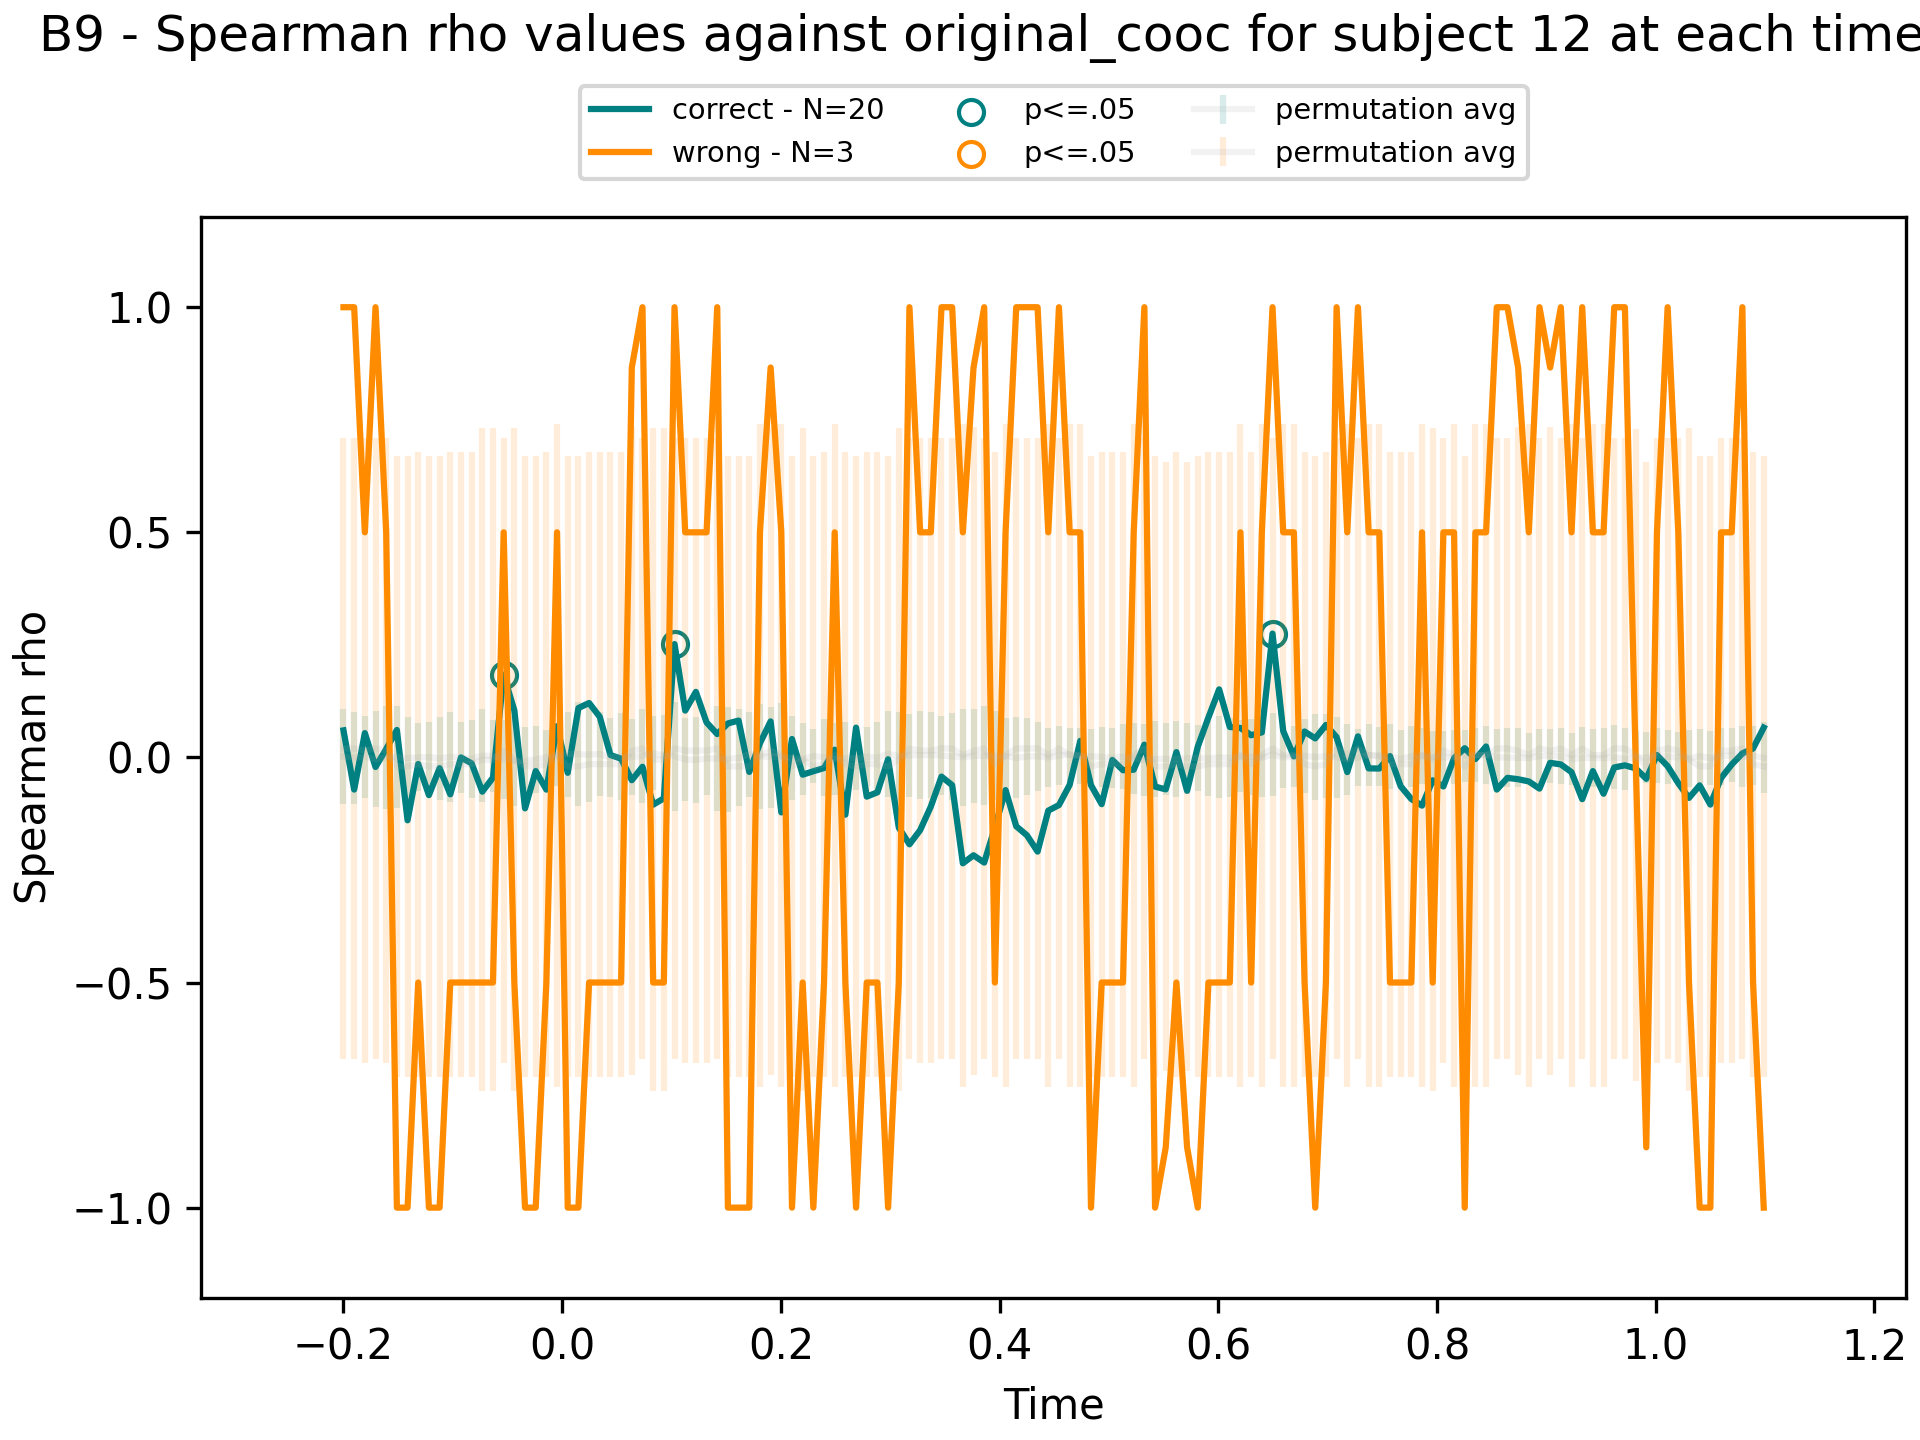 B9 - Spearman rho values against original_cooc for subject 12 at each time
correct - N=20 p<=.05 permutation avg
wrong - N=3 p<=.05 permutation avg
Spearman rho
1.0
0.5
0.0
−0.5
−1.0
−0.2 0.0 0.2 0.4 0.6 0.8 1.0 1.2
Time